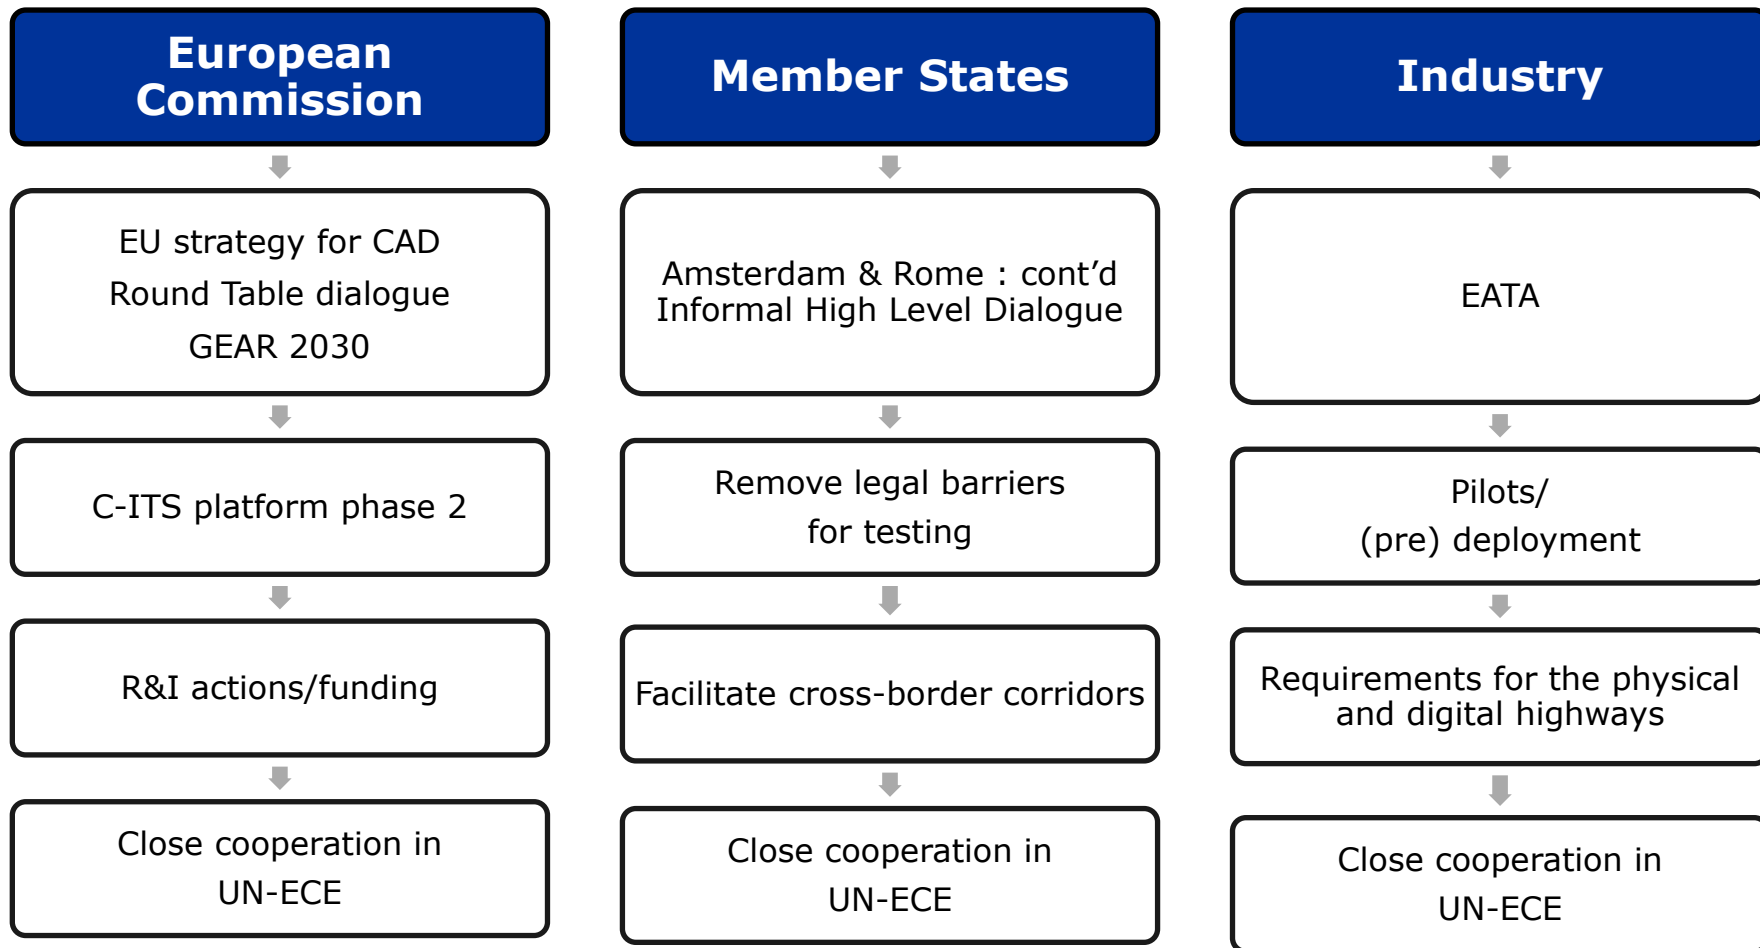 European
Commission
EU strategy for CAD
Round Table dialogue
GEAR 2030
C-ITS platform phase 2
R&I actions/funding
Close cooperation in
UN-ECE
Member States
Amsterdam & Rome : cont’d
Informal High Level Dialogue
Remove legal barriers
for testing
Facilitate cross-border corridors
Close cooperation in
UN-ECE
Industry
EATA
Pilots/
(pre) deployment
Requirements for the physical
and digital highways
Close cooperation in
UN-ECE